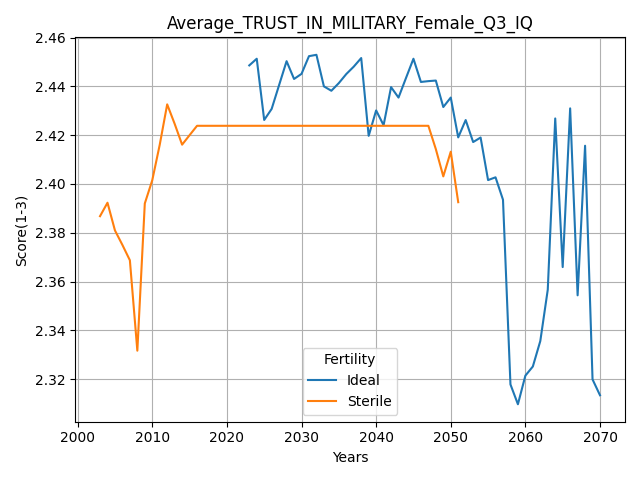 Average_TRUST_IN_MILITARY_Female_Q3_IQ
2.46
2.44
2.42
2.40
2.38
2.36
2.34
2.32
Score(1-3)
Fertility
Ideal
Sterile
2000 2010 2020 2030 2040 2050 2060 2070
Years